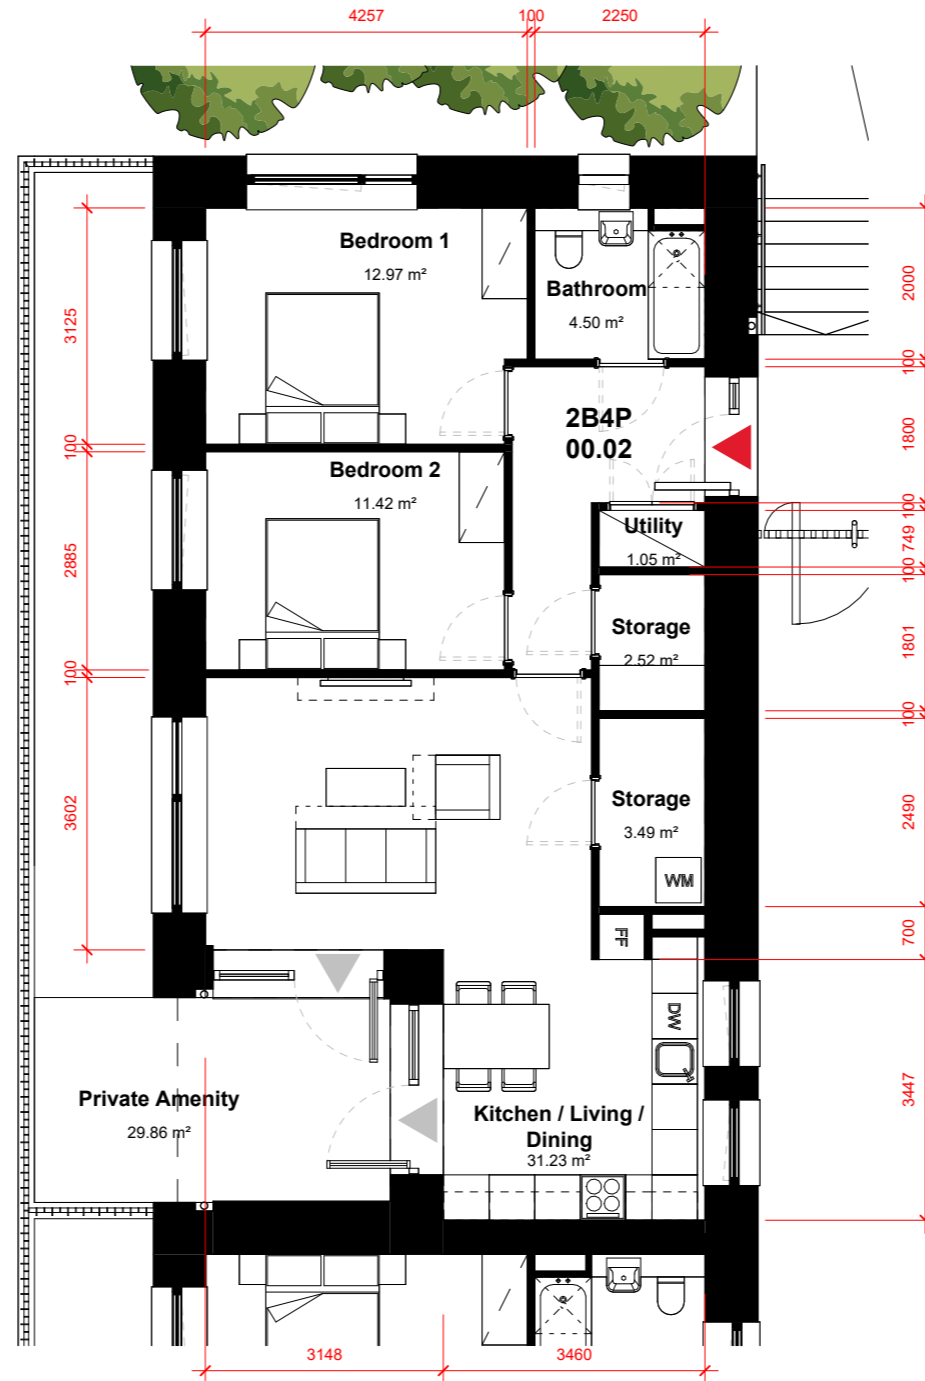 4257
100
2250
Bedroom 1
12.97 m²
Bathroom
4.50 m²
2000
3125
100
2B4P
00.02
1800
100
Bedroom 2
11.42 m²
100
Utility
1.05 m²
749
100
2885
Storage
2.52 m²
1801
100
100
3602
Storage
3.49 m²
2490
WM
FF
700
DW
Private Amenity
29.86 m²
Kitchen / Living /
Dining
31.23 m²
3447
3148
3460